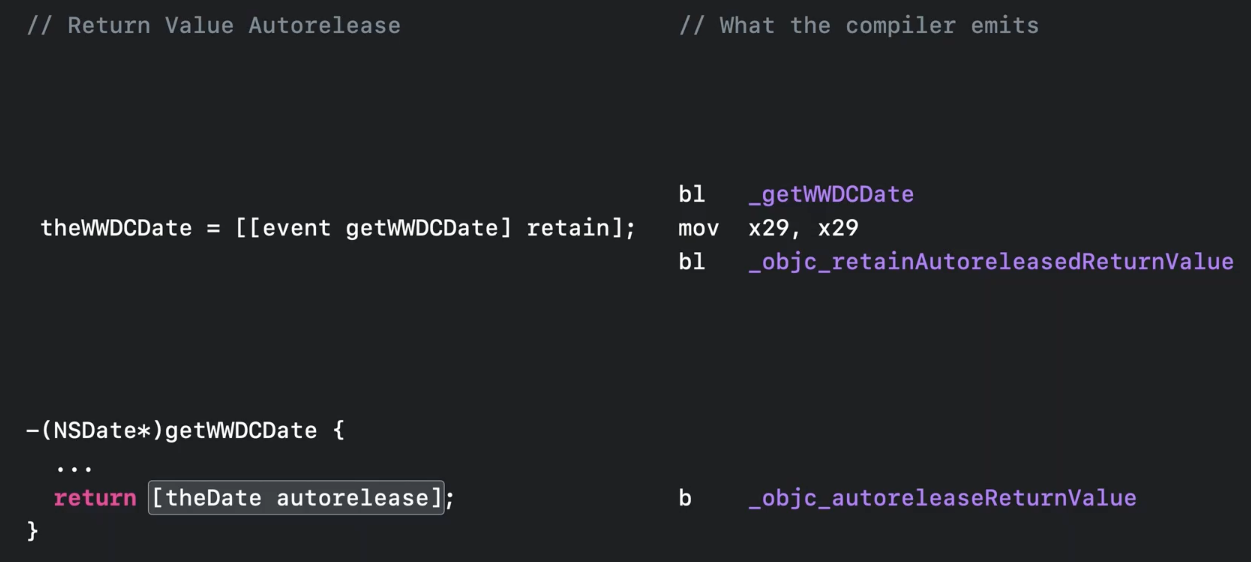 // Return Value Autorelease
// What the compiler emits
bl _getWWDCDate
theWWDCDate = [[event getWWDCDate] retain];
mov x29, x29
bl _objc_retainAutoreleasedReturnValue
-(NSDate*)getWWDCDate {
...
return [theDate autorelease];
b _objc_autoreleaseReturnValue
}